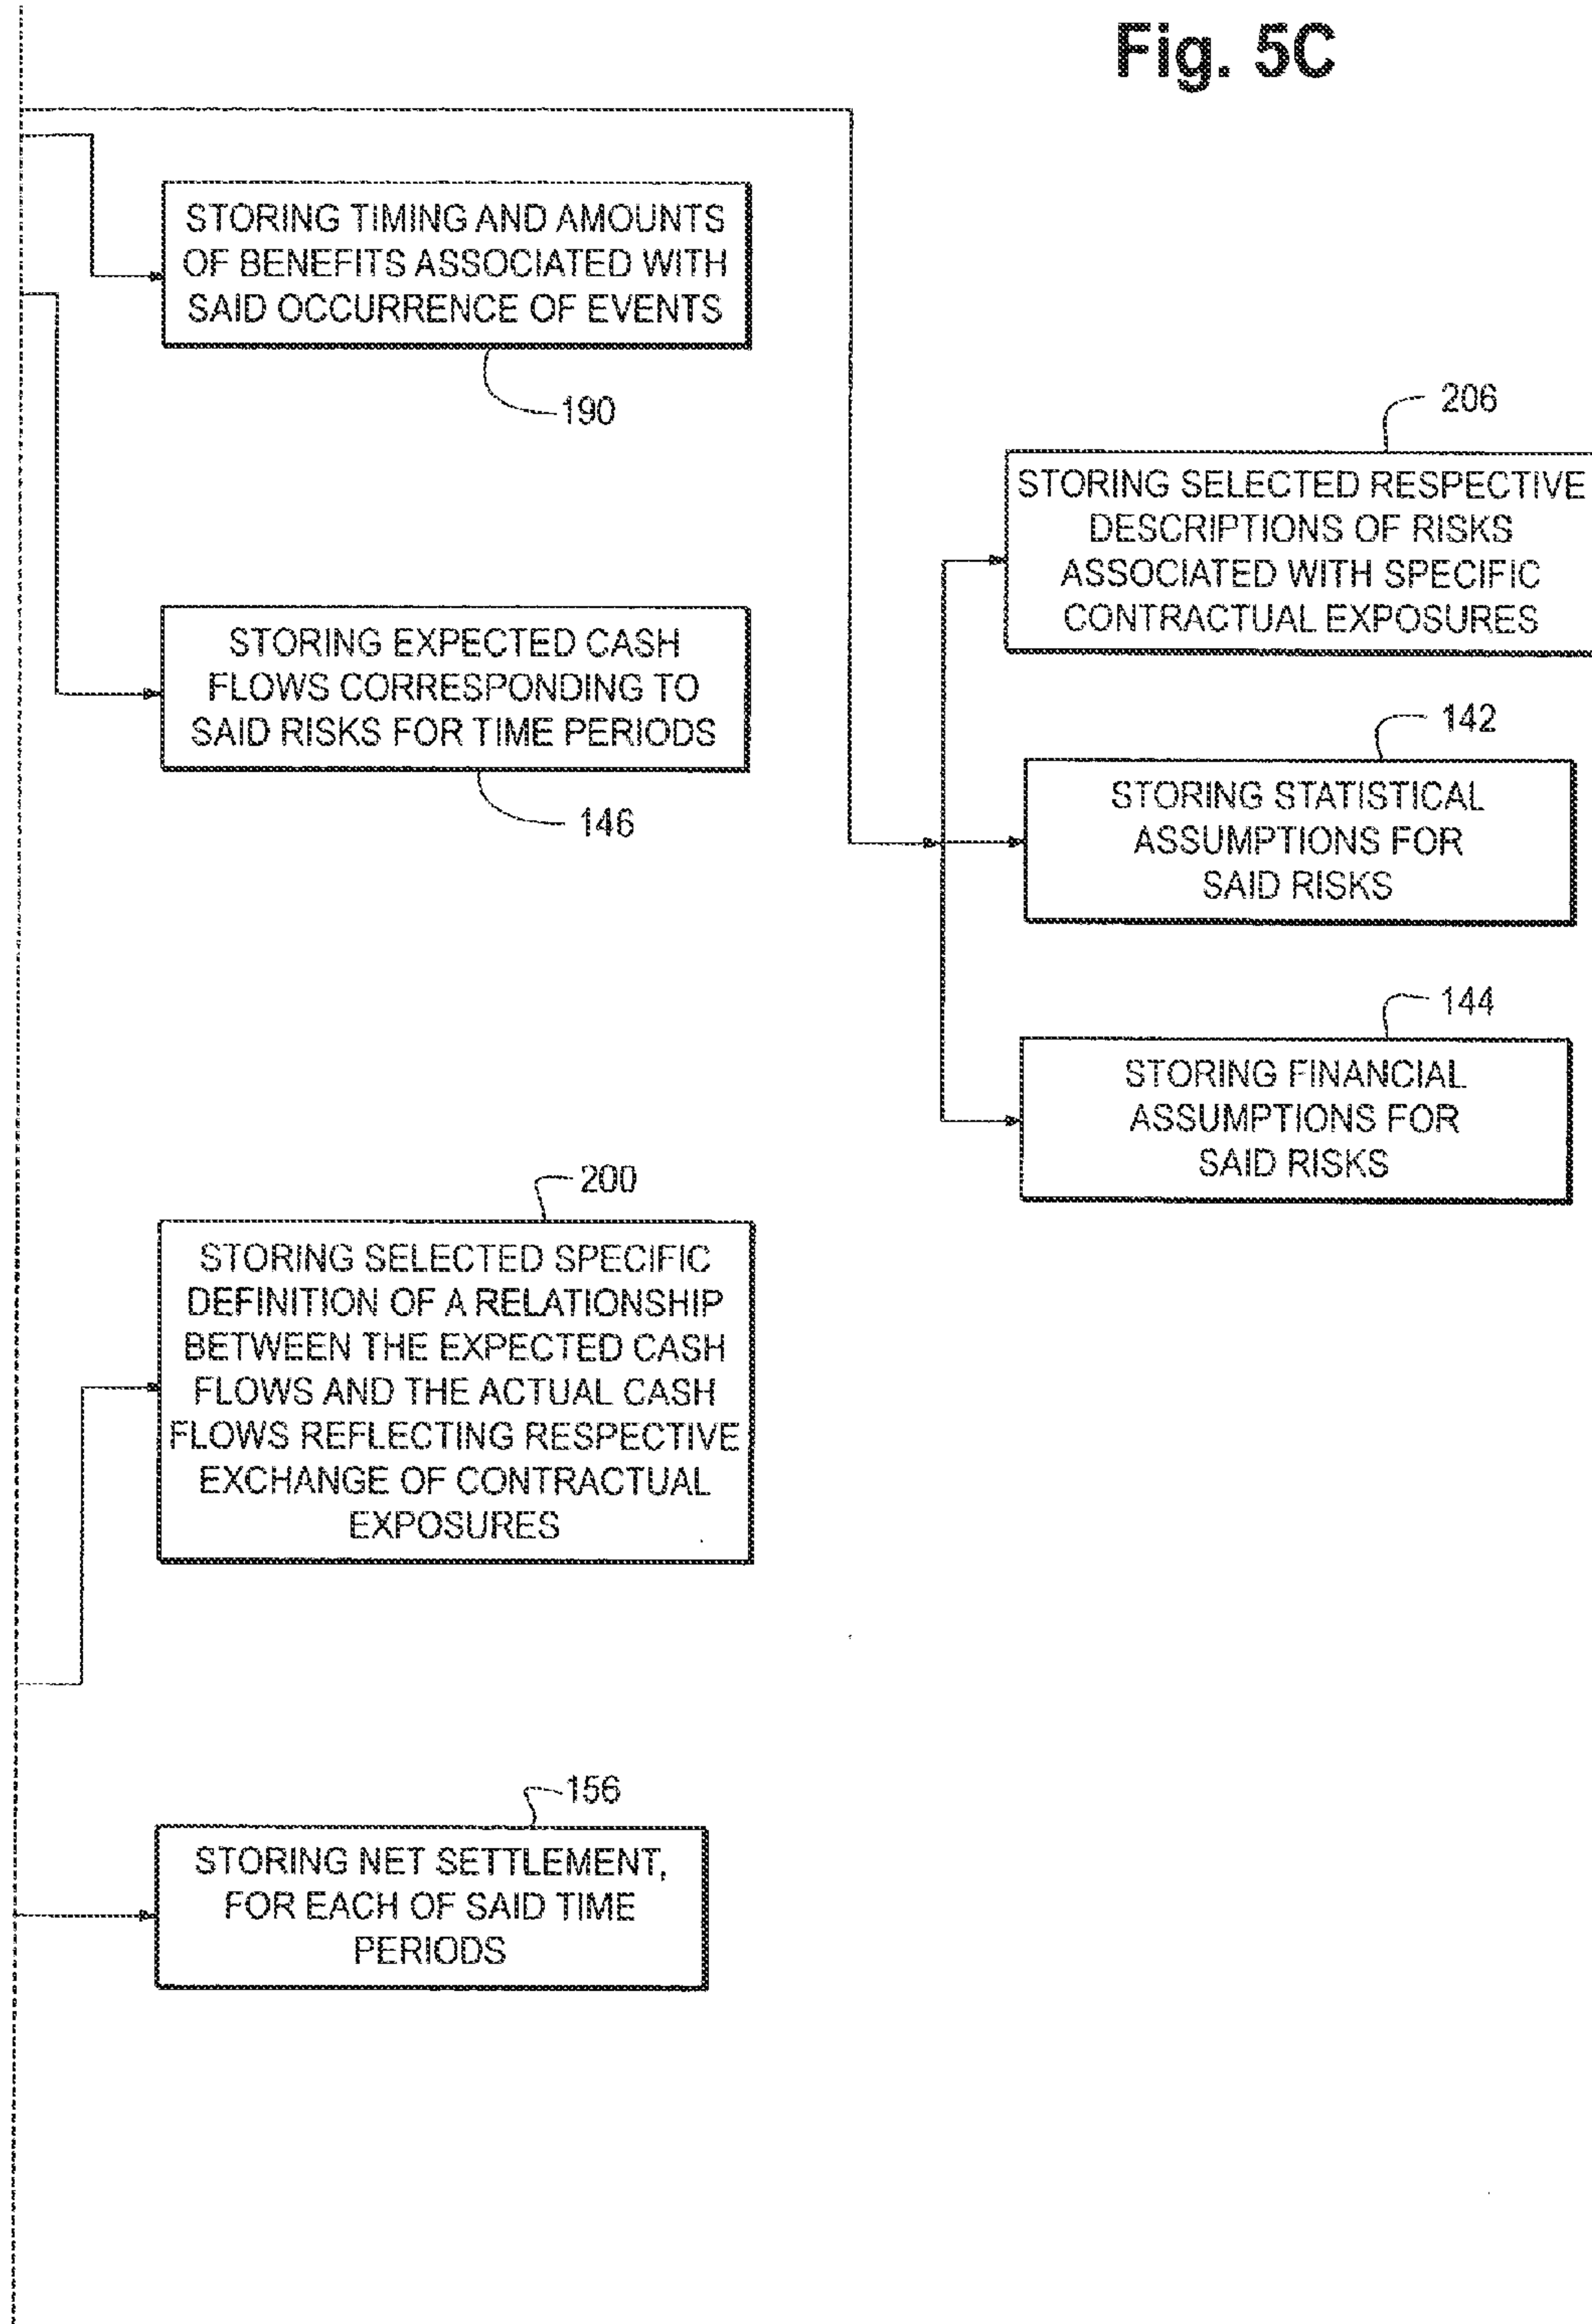 Fig. 5C
STORING TIMING AND AMOUNTS
OF BENEFITS ASSOCIATED WITH
SAID OCCURRENCE OF EVENTS
190
STORING EXPECTED CASH
FLOWS CORRESPONDING TO
SAID RISKS FOR TIME PERIODS
146
206
STORING SELECTED RESPECTIVE
DESCRIPTIONS OF RISKS
ASSOCIATED WITH SPECIFIC
CONTRACTUAL EXPOSURES
142
STORING STATISTICAL
ASSUMPTIONS FOR
SAID RISKS
144
STORING FINANCIAL
ASSUMPTIONS FOR
SAID RISKS
200
STORING SELECTED SPECIFIC
DEFINITION OF A RELATIONSHIP
BETWEEN THE EXPECTED CASH
FLOWS AND THE ACTUAL CASH
FLOWS REFLECTING RESPECTIVE
EXCHANGE OF CONTRACTUAL
EXPOSURES
156
STORING NET SETTLEMENT,
FOR EACH OF SAID TIME
PERIODS